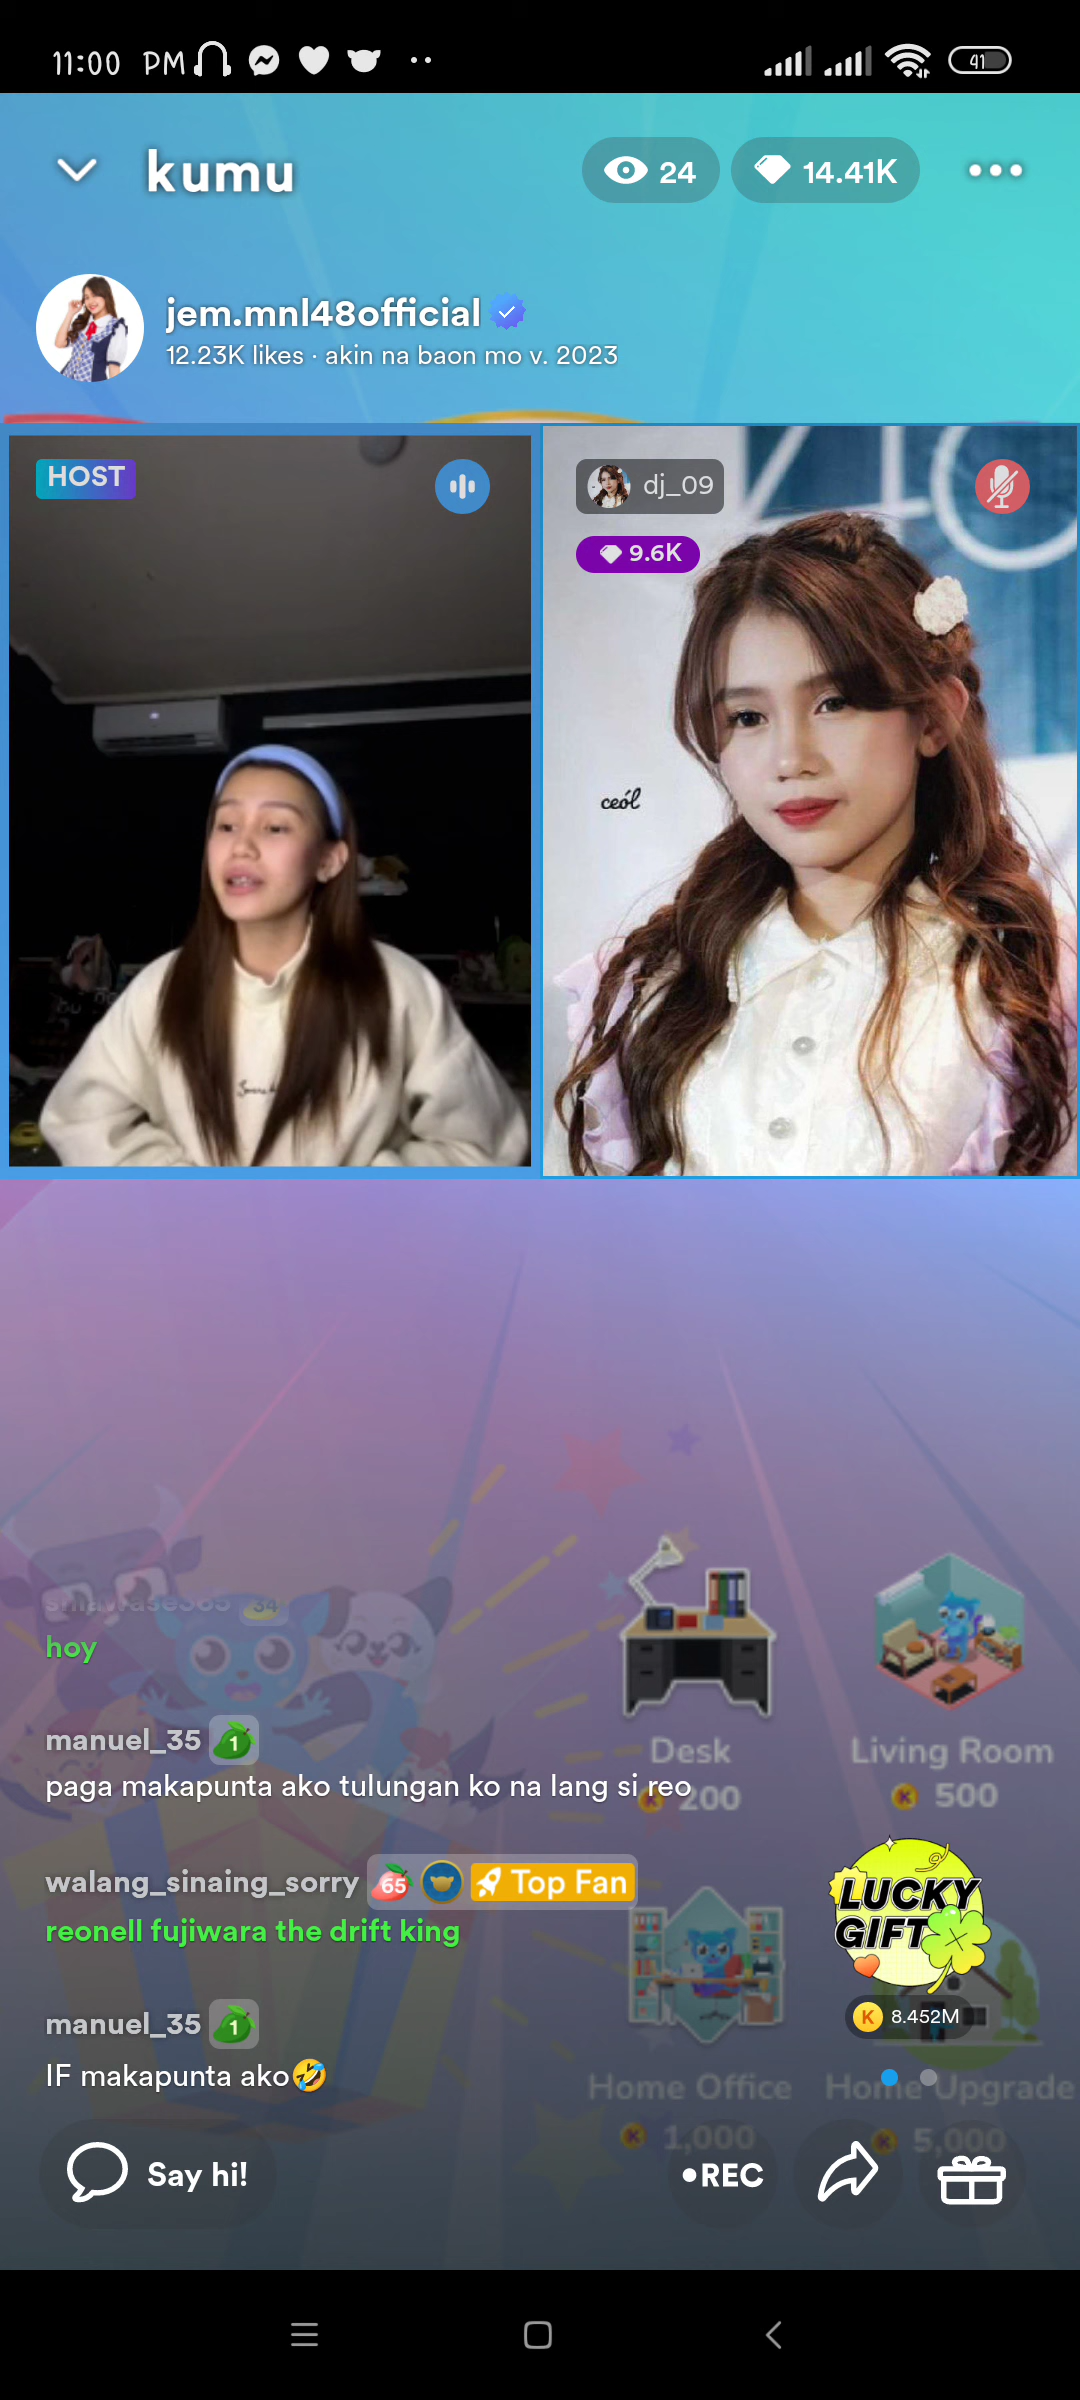 11:00 PM
41
kumu
24
14.41K
jem.mnl48official
12.23K likes · akin na baon mo v. 2023
HOST
dj_09
9.6K
ceól
34
hoy
manuel_35 1
paga makapunta ako tulungan ko na lang si reo
walang_sinaing_sorry 65 Top Fan
reonell fujiwara the drift king
manuel_35 1
IF makapunta ako🤣
Desk
K 200
Living Room
K 500
LUCKY
GIFT
K 8.452M
Home Office
K 1,000
Home Upgrade
K 5,000
Say hi!
•REC